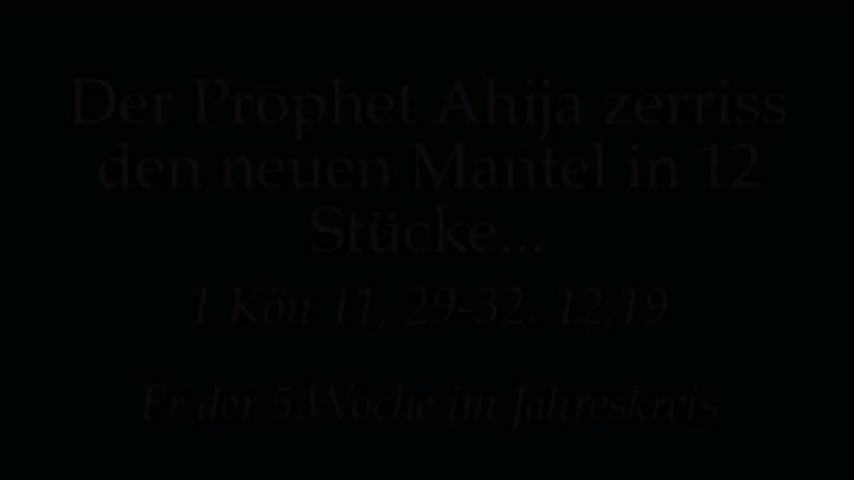 Der Prophet Ahija zerriss
den neuen Mantel in 12
Stücke...
1 Kön 11, 29-32. 12,19
Fr der 5.Woche im Jahreskreis